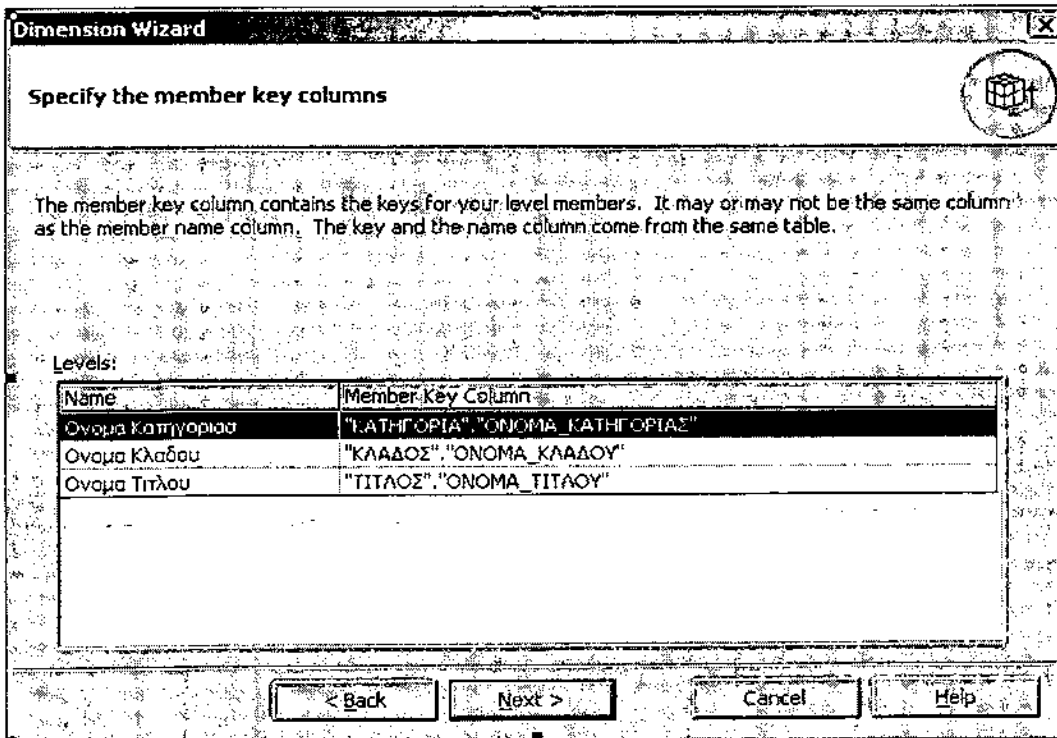 Dimension Wizard
Specify the member key columns
The member key column contains the keys for your level members. It may or may not be the same column
as the member name column. The key and the name column come from the same table.
Levels:
Name Member Key Column
Ονομα Κατηγοριασ "ΚΑΤΗΓΟΡΙΑ"."ΟΝΟΜΑ_ΚΑΤΗΓΟΡΙΑΣ"
Ονομα Κλαδου "ΚΛΑΔΟΣ"."ΟΝΟΜΑ_ΚΛΑΔΟΥ"
Ονομα Τιτλου "ΤΙΤΛΟΣ"."ΟΝΟΜΑ_ΤΙΤΛΟΥ"
< Back Next > Cancel Help